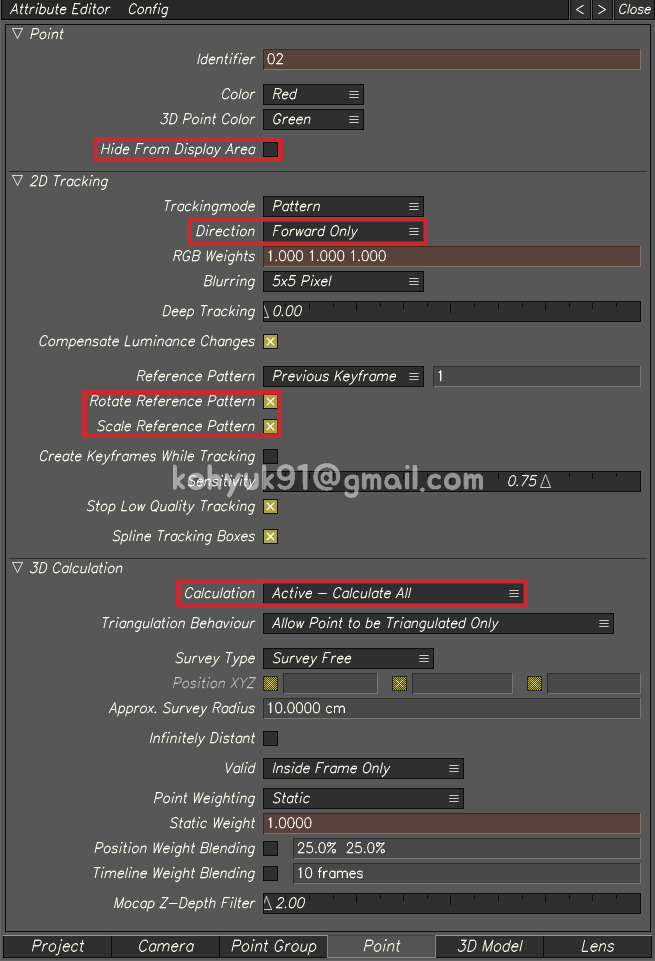 Attribute Editor Config < > Close
▽ Point
Identifier 02
Color Red
3D Point Color Green
Hide From Display Area
▽ 2D Tracking
Trackingmode Pattern
Direction Forward Only
RGB Weights 1.000 1.000 1.000
Blurring 5x5 Pixel
Deep Tracking 0.00
Compensate Luminance Changes
Reference Pattern Previous Keyframe 1
Rotate Reference Pattern
Scale Reference Pattern
Create Keyframes While Tracking
kshyuk91@gmail.com
Sensitivity 0.75
Stop Low Quality Tracking
Spline Tracking Boxes
▽ 3D Calculation
Calculation Active - Calculate All
Triangulation Behaviour Allow Point to be Triangulated Only
Survey Type Survey Free
Position XYZ
Approx. Survey Radius 10.0000 cm
Infinitely Distant
Valid Inside Frame Only
Point Weighting Static
Static Weight 1.0000
Position Weight Blending 25.0% 25.0%
Timeline Weight Blending 10 frames
Mocap Z-Depth Filter 2.00
Project Camera Point Group Point 3D Model Lens